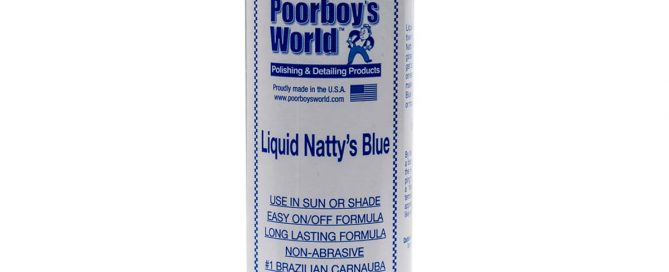 Poorboy's
World™
Polishing & Detailing Products
Proudly made in the U.S.A.
www.poorboysworld.com
Liquid Natty's Blue
USE IN SUN OR SHADE
EASY ON/OFF FORMULA
LONG LASTING FORMULA
NON-ABRASIVE
#1 BRAZILIAN CARNAUBA